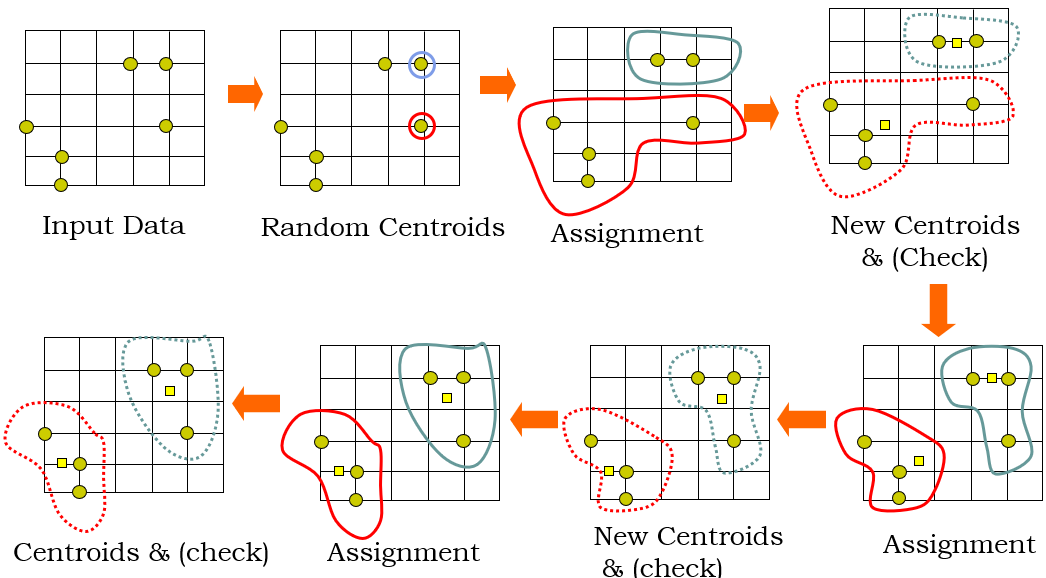 Input Data
Random Centroids
Assignment
New Centroids
& (Check)
Assignment
New Centroids
& (check)
Assignment
Centroids & (check)